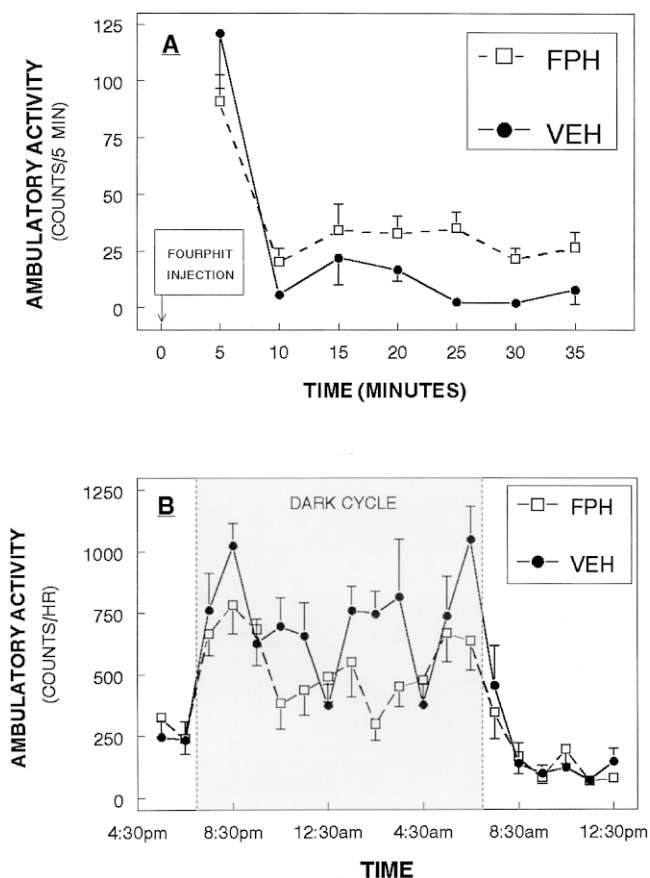 A
FPH
VEH
AMBULATORY ACTIVITY
(COUNTS/5 MIN)
125
100
75
50
25
0
FOURPHIT
INJECTION
0 5 10 15 20 25 30 35
TIME (MINUTES)
B
DARK CYCLE
FPH
VEH
AMBULATORY ACTIVITY
(COUNTS/HR)
1250
1000
750
500
250
0
4:30pm 8:30pm 12:30am 4:30am 8:30am 12:30pm
TIME